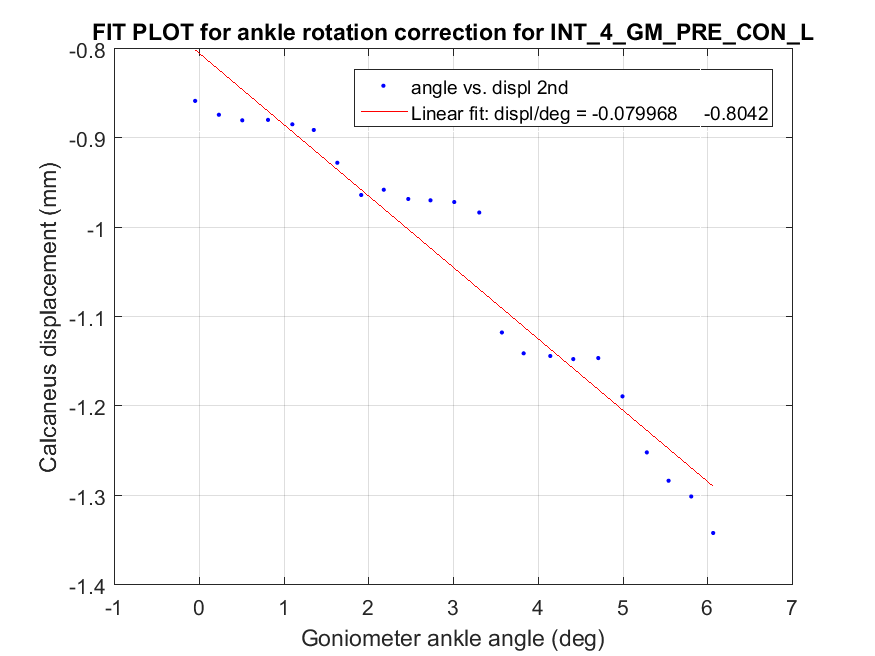 FIT PLOT for ankle rotation correction for INT_4_GM_PRE_CON_L
-0.8
angle vs. displ 2nd
Linear fit: displ/deg = -0.079968 -0.8042
-0.9
-1
-1.1
-1.2
-1.3
-1.4
Calcaneus displacement (mm)
-1 0 1 2 3 4 5 6 7
Goniometer ankle angle (deg)